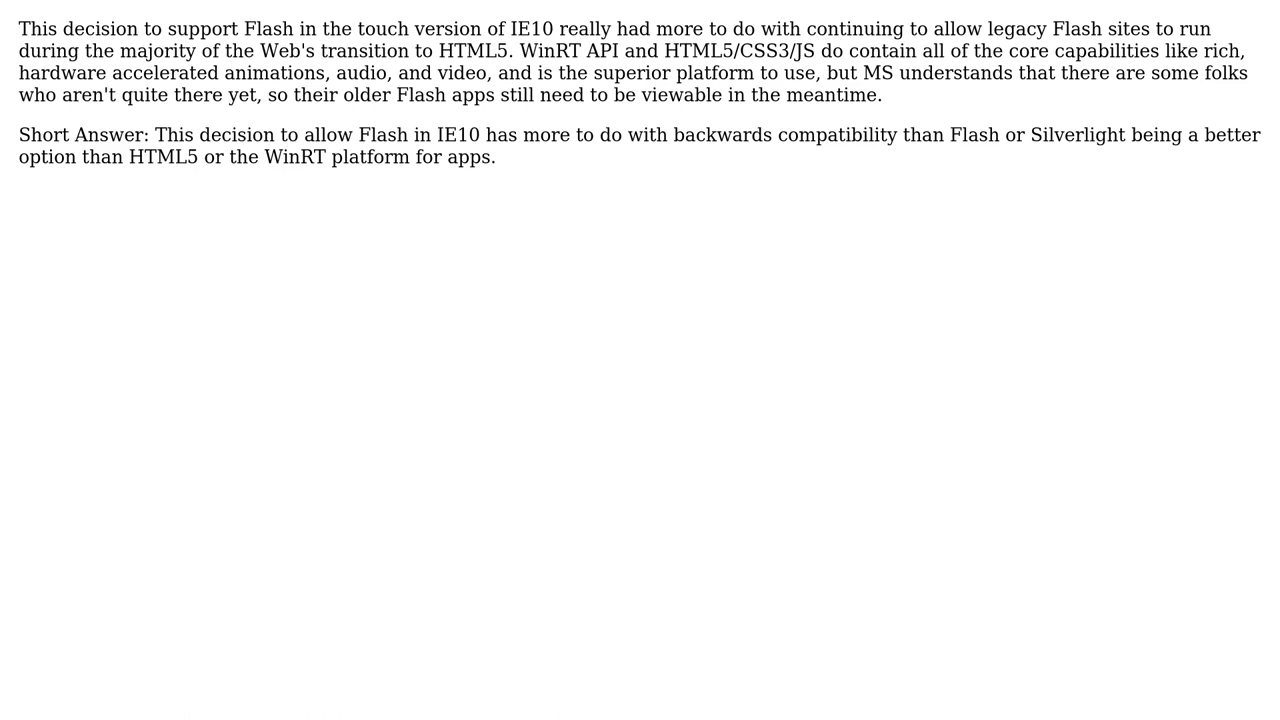 This decision to support Flash in the touch version of IE10 really had more to do with continuing to allow legacy Flash sites to run
during the majority of the Web's transition to HTML5. WinRT API and HTML5/CSS3/JS do contain all of the core capabilities like rich,
hardware accelerated animations, audio, and video, and is the superior platform to use, but MS understands that there are some folks
who aren't quite there yet, so their older Flash apps still need to be viewable in the meantime.
Short Answer: This decision to allow Flash in IE10 has more to do with backwards compatibility than Flash or Silverlight being a better
option than HTML5 or the WinRT platform for apps.